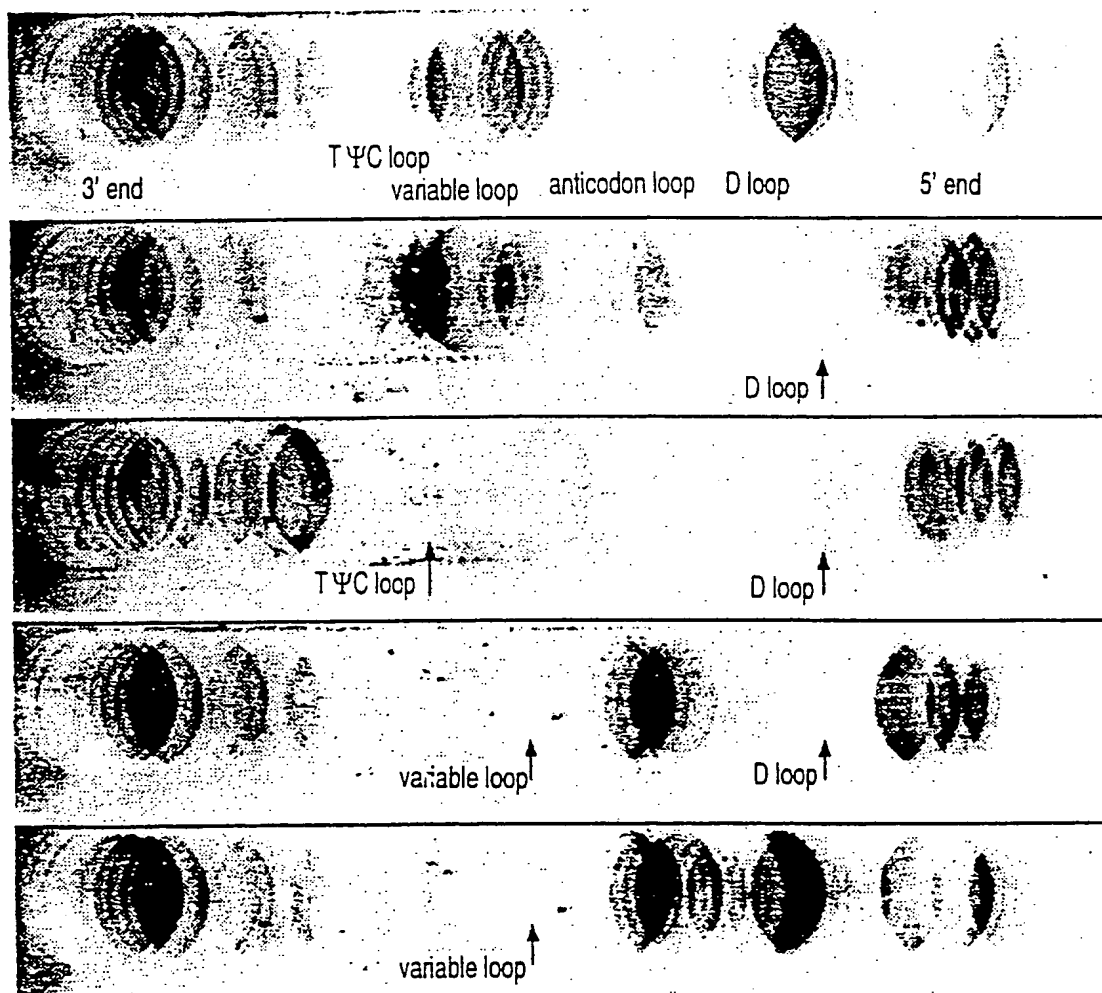 TΨC loop
3' end variable loop anticodon loop D loop 5' end
D loop
TΨC loop D loop
variable loop D loop
variable loop